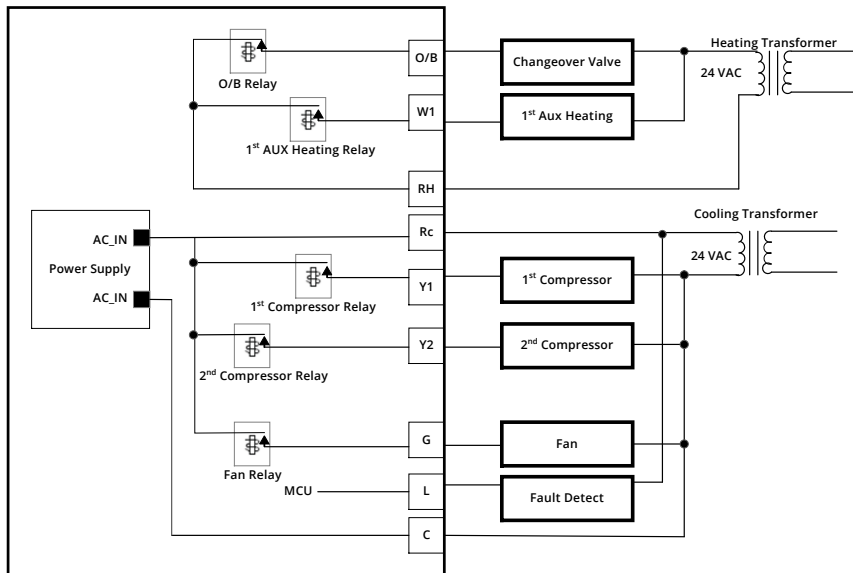 Heating Transformer
O/B
Changeover Valve
24 VAC
O/B Relay
W1
1st Aux Heating
1st AUX Heating Relay
RH
Cooling Transformer
Rc
AC_IN
24 VAC
Power Supply
Y1
1st Compressor
AC_IN
1st Compressor Relay
Y2
2nd Compressor
2nd Compressor Relay
G
Fan
Fan Relay
MCU
L
Fault Detect
C